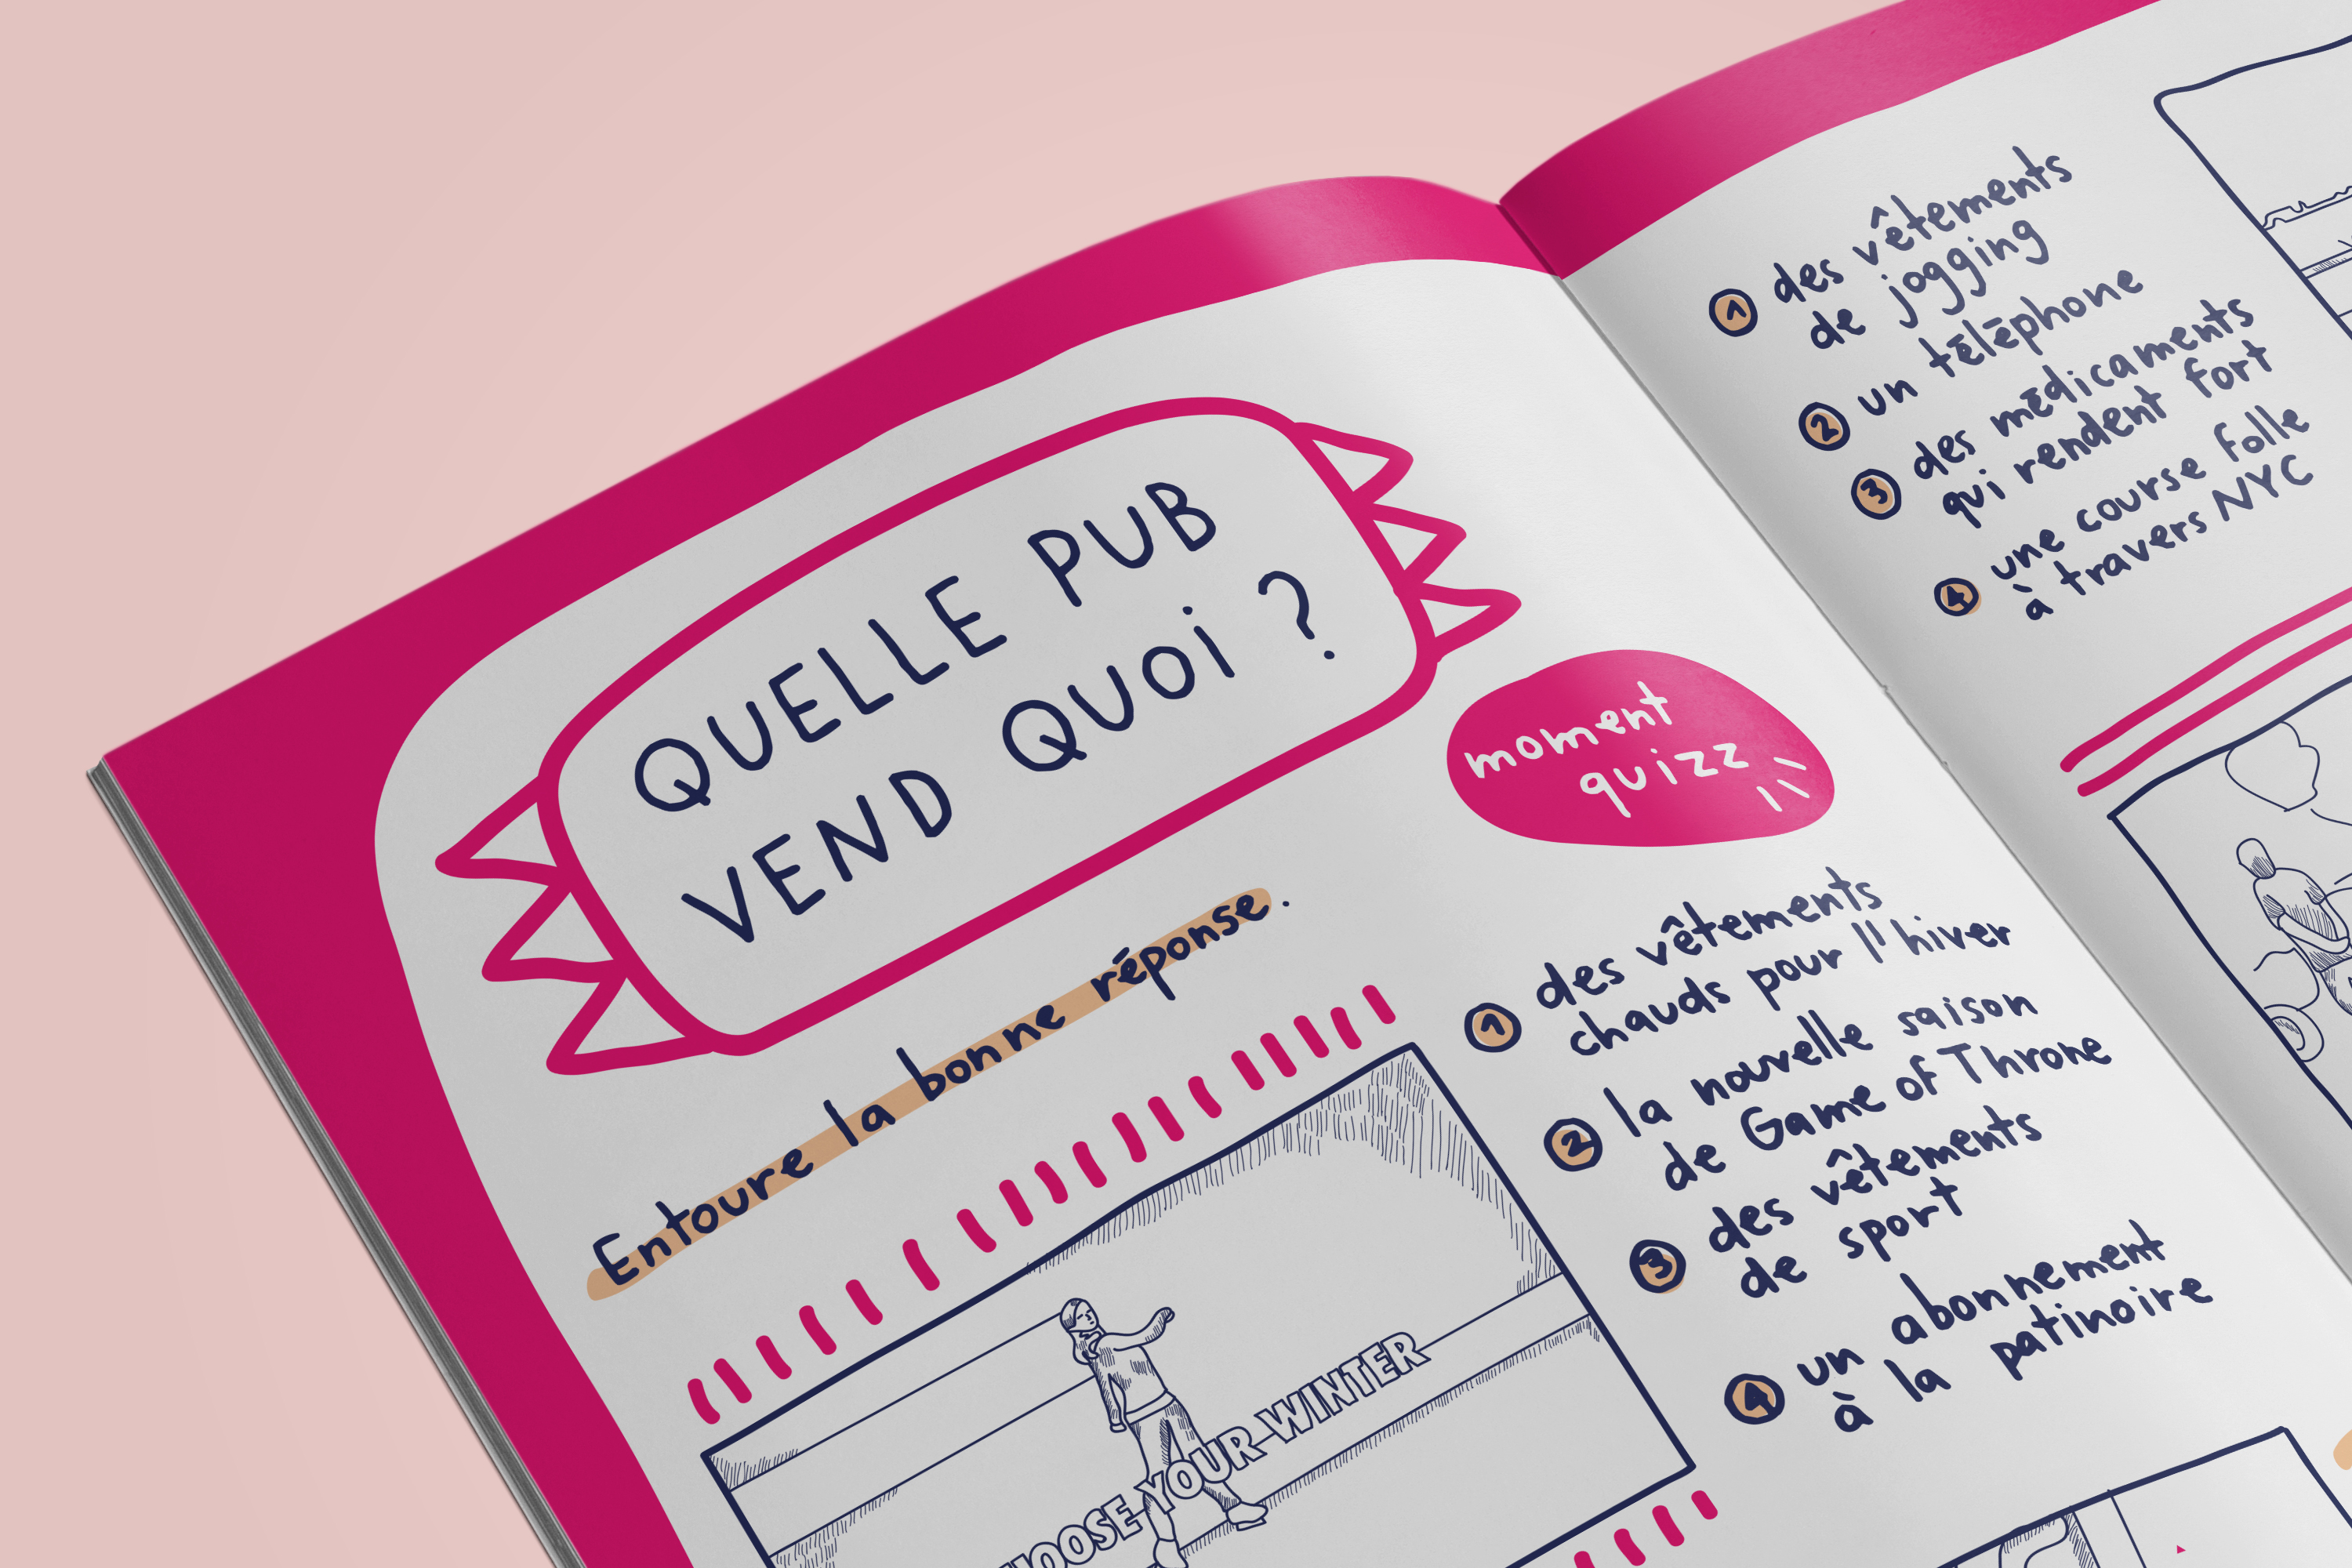 QUELLE PUB
VEND QUOI ?
moment
quizz
Entoure la bonne réponse.
1 des vêtements
chauds pour l'hiver
2 la nouvelle saison
de Game of Throne
3 des vêtements
de sport
4 un abonnement
à la patinoire
YOUR WINTER
1 des vêtements
de jogging
2 un téléphone
3 des médicaments
qui rendent fort
4 une course folle
à travers NYC